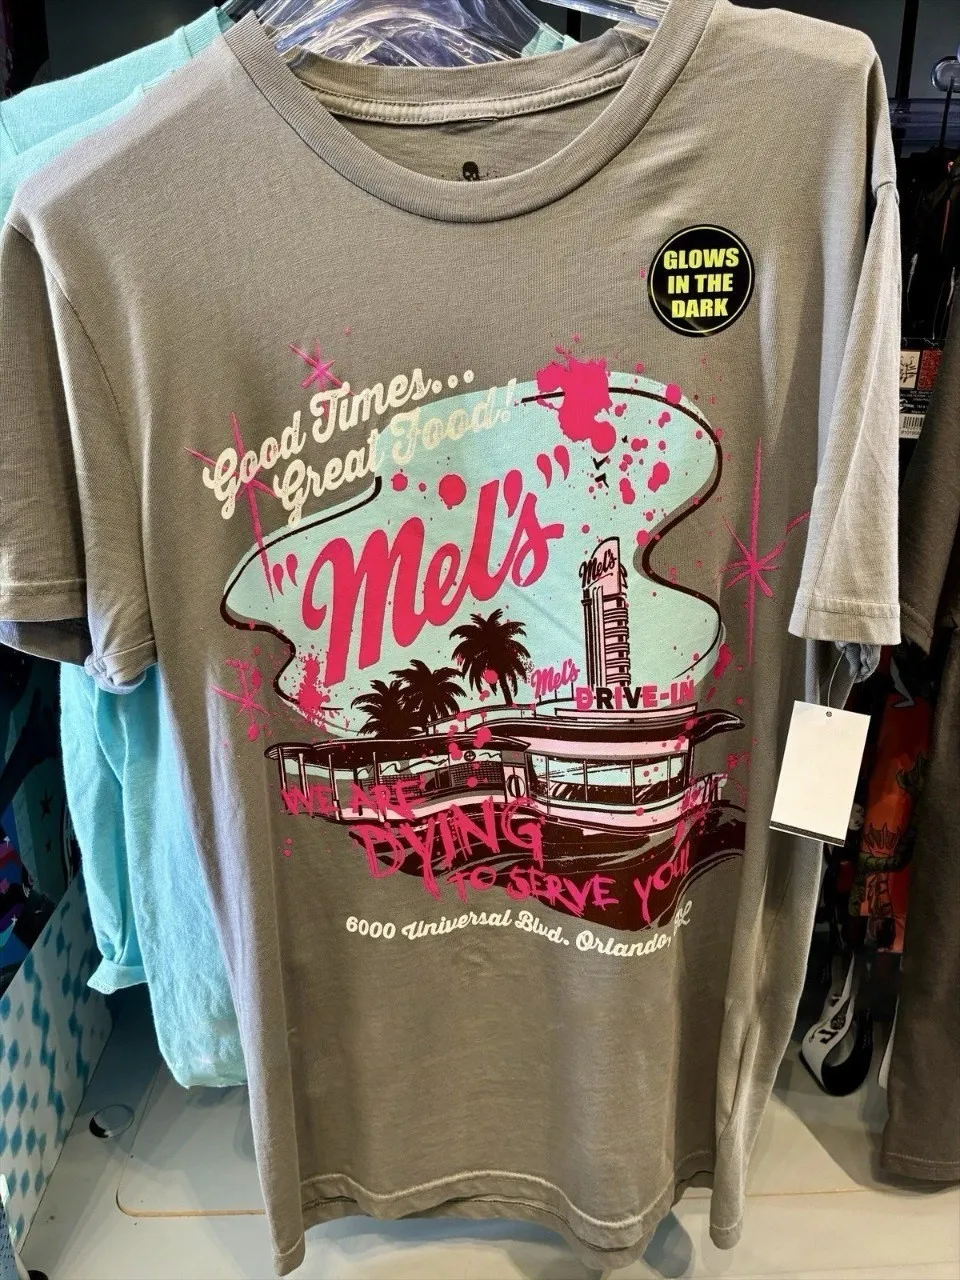 GLOWS
IN THE
DARK
Good Times...
Great Food!
"Mel's"
Mel's
Mel's
DRIVE-IN
WE ARE
DYING
TO SERVE YOU!
6000 Universal Blvd. Orlando,